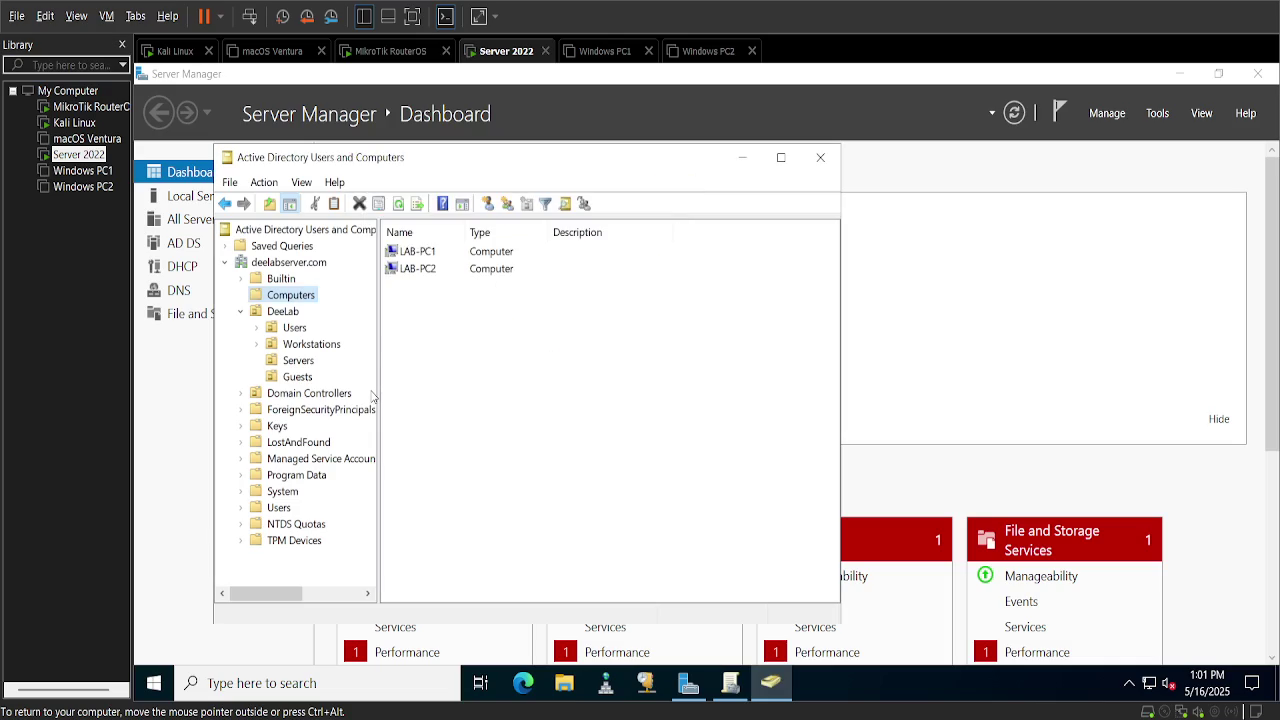 File Edit View VM Tabs Help
Library
Type here to sea...
My Computer
MikroTik RouterO
Kali Linux
macOS Ventura
Server 2022
Windows PC1
Windows PC2
Kali Linux
macOS Ventura
MikroTik RouterOS
Server 2022
Windows PC1
Windows PC2
Server Manager
Server Manager Dashboard
Manage Tools View Help
Dashboa
Local Ser
All Server
AD DS
DHCP
DNS
File and S
Active Directory Users and Computers
File Action View Help
Active Directory Users and Comp
Saved Queries
deelabserver.com
Builtin
Computers
DeeLab
Users
Workstations
Servers
Guests
Domain Controllers
ForeignSecurityPrincipals
Keys
LostAndFound
Managed Service Accoun
Program Data
System
Users
NTDS Quotas
TPM Devices
Name Type Description
LAB-PC1 Computer
LAB-PC2 Computer
Hide
1
File and Storage
Services
1
bility
Manageability
Events
Services Services Services Services
1 Performance 1 Performance 1 Performance 1 Performance
Type here to search
1:01 PM
5/16/2025
To return to your computer, move the mouse pointer outside or press Ctrl+Alt.